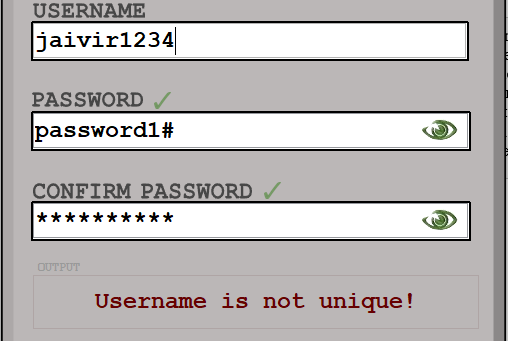 USERNAME
jaivir1234
PASSWORD ✓
password1#
CONFIRM PASSWORD ✓
**********
OUTPUT
Username is not unique!